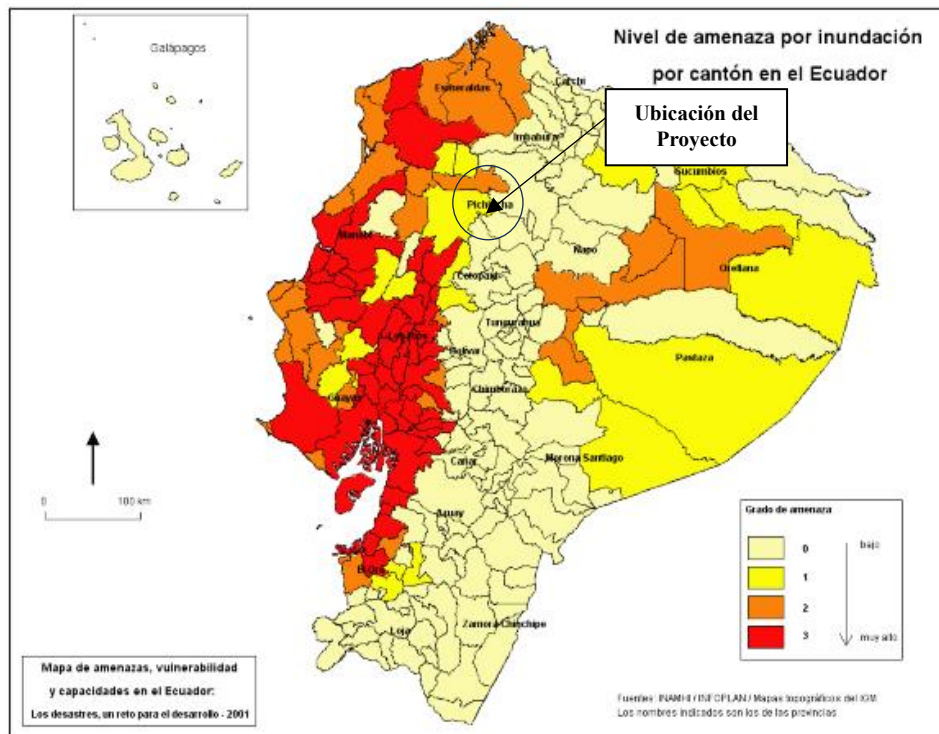 Galápagos
Nivel de amenaza por inundación
por cantón en el Ecuador
Esmeraldas
Carchi
Ubicación del
Proyecto
Imbabura
Sucumbios
Pichincha
Manabí
Napo
Cotopaxi
Orellana
Tungurahua
Los Rios
Bolivar
Pastaza
Chimborazo
Guayas
Cañar
Morona Santiago
0
100 km
Azuay
El Oro
Loja
Zamora Chinchipe
Grado de amenaza
0
bajo
1
2
3
muy alto
Mapa de amenazas, vulnerabilidad
y capacidades en el Ecuador:
Los desastres, un reto para el desarrollo - 2001
Fuentes: INAMHI / INFOPLAN / Mapas topográficos del IGM
Los nombres indicados son los de las provincias